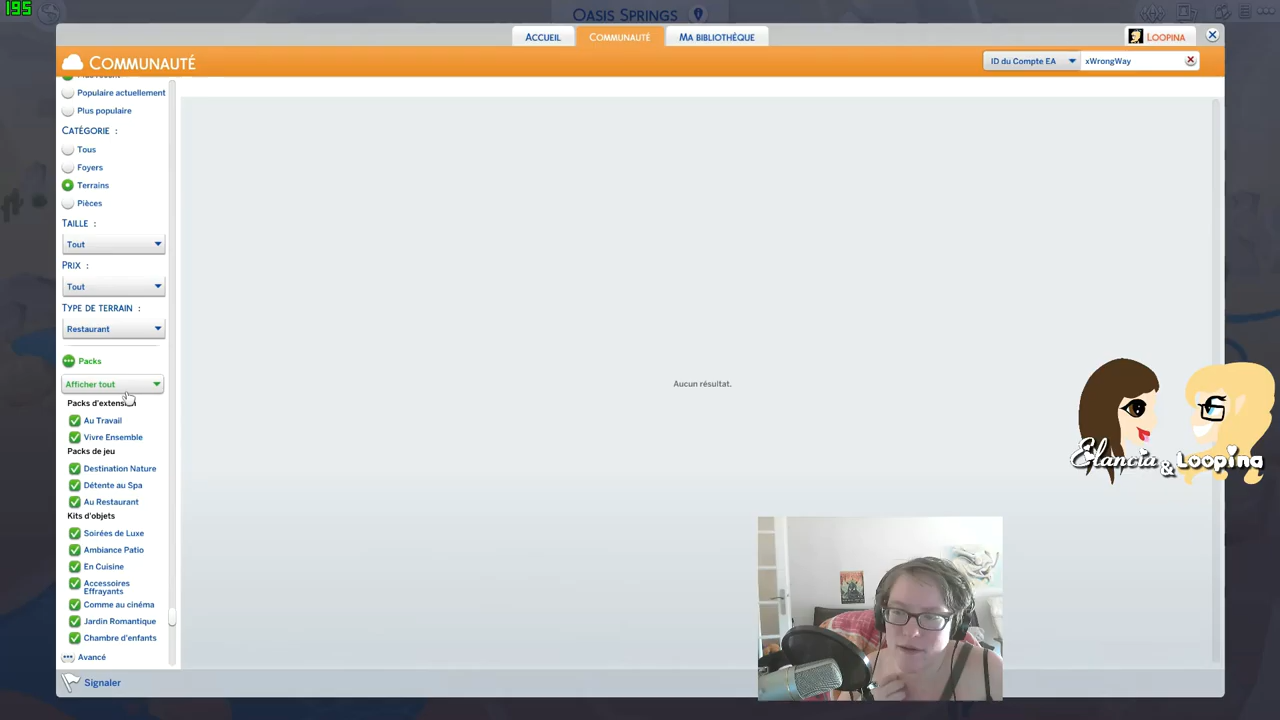 195
OASIS SPRINGS
ACCUEIL
COMMUNAUTÉ
MA BIBLIOTHÈQUE
LOOPINA
COMMUNAUTÉ
ID du Compte EA
xWrongWay
Populaire actuellement
Plus populaire
CATÉGORIE :
Tous
Foyers
Terrains
Pièces
TAILLE :
Tout
PRIX :
Tout
TYPE DE TERRAIN :
Restaurant
Packs
Afficher tout
Packs d'extension
Au Travail
Vivre Ensemble
Packs de jeu
Destination Nature
Détente au Spa
Au Restaurant
Kits d'objets
Soirées de Luxe
Ambiance Patio
En Cuisine
Accessoires
Effrayants
Comme au cinéma
Jardin Romantique
Chambre d'enfants
Avancé
Signaler
Aucun résultat.
Elancia
& Loopina